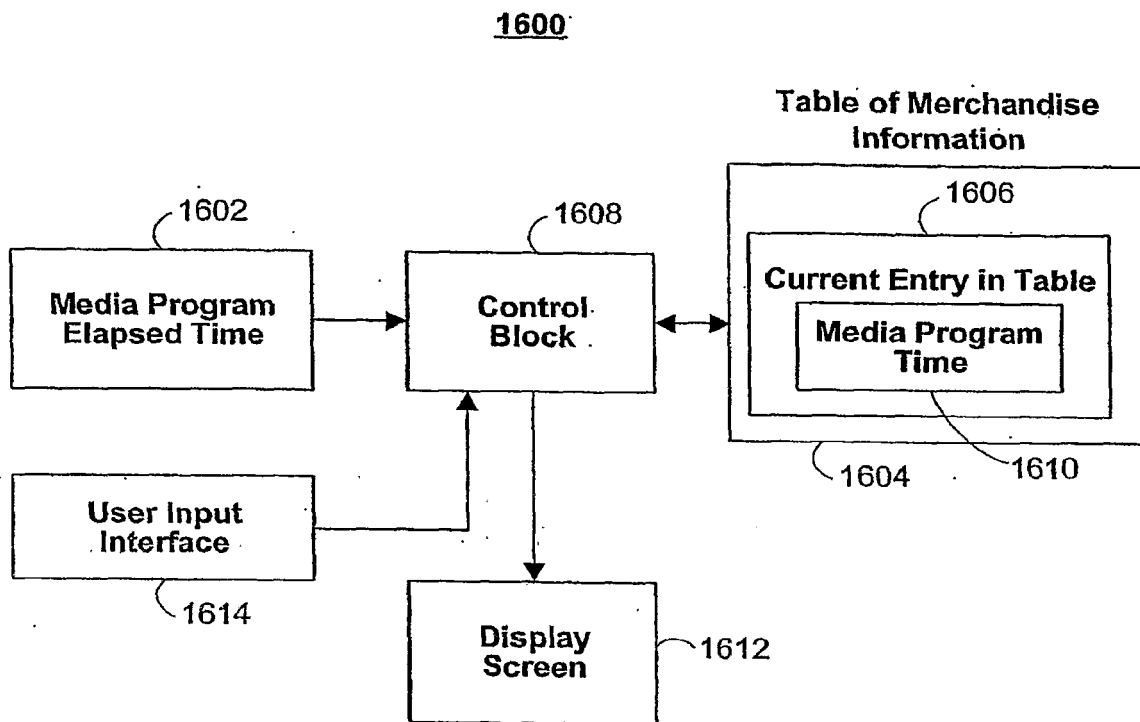 1600
Table of Merchandise
Information
1602
1608
1606
Media Program
Elapsed Time
Control
Block
Current Entry in Table
Media Program
Time
1604
1610
User Input
Interface
1614
Display
Screen
1612